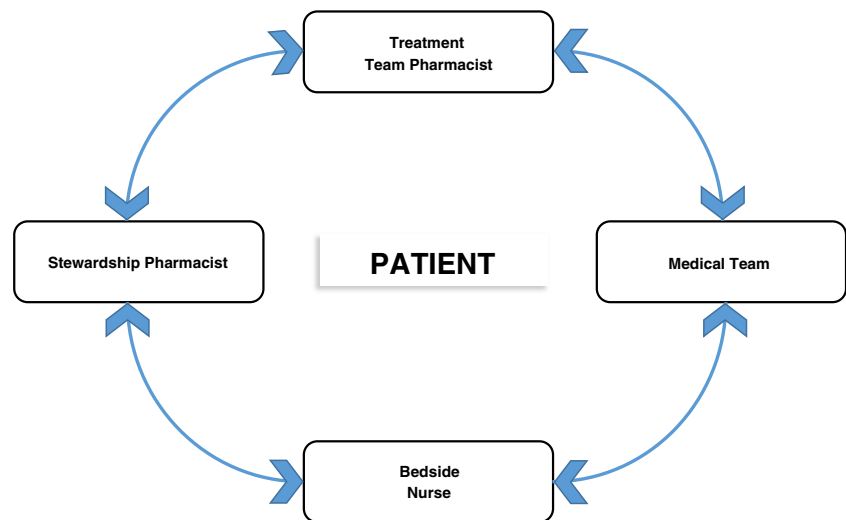 Treatment
Team Pharmacist
Stewardship Pharmacist
PATIENT
Medical Team
Bedside
Nurse